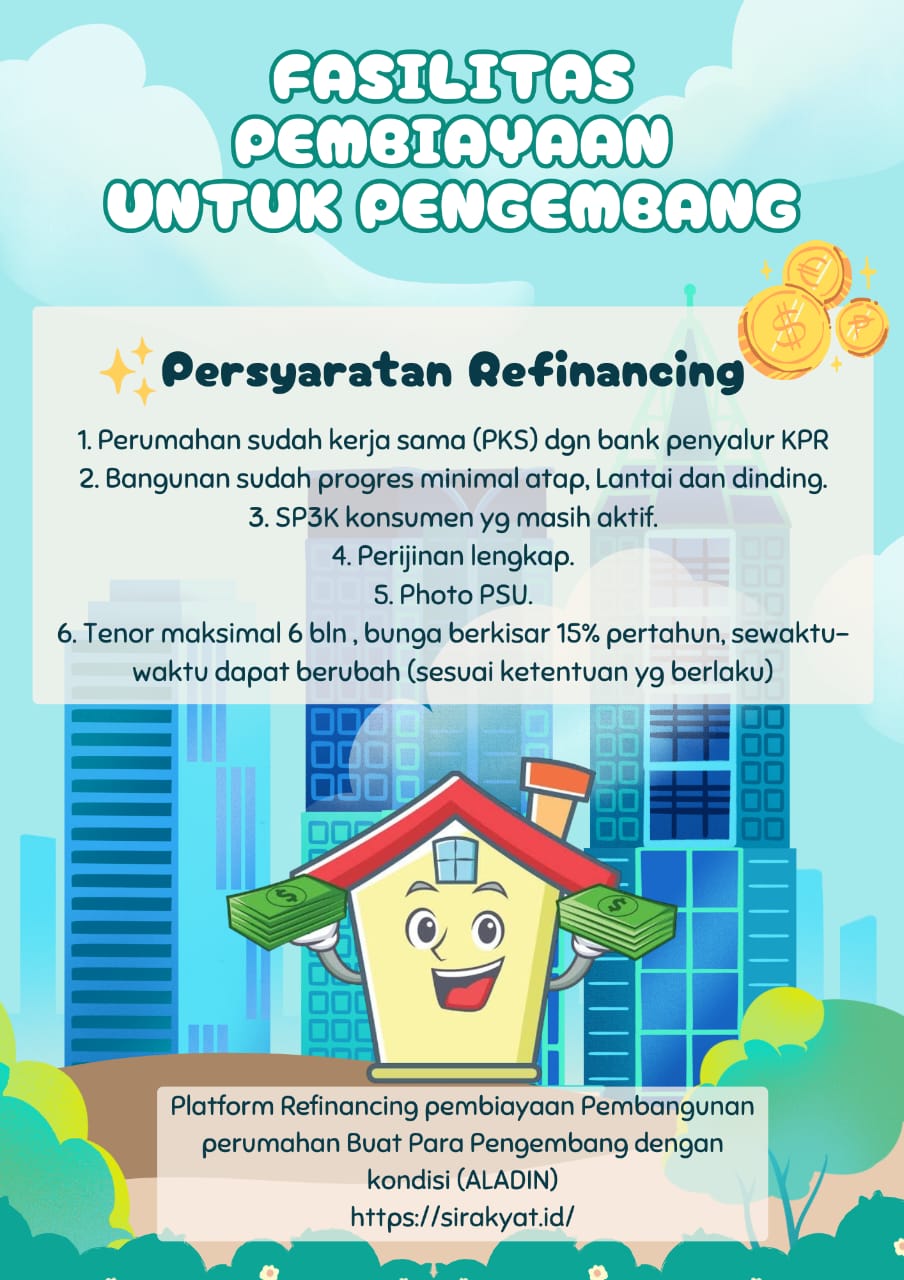 FASILITAS
PEMBIAYAAN
UNTUK PENGEMBANG
Persyaratan Refinancing
1. Perumahan sudah kerja sama (PKS) dgn bank penyalur KPR
2. Bangunan sudah progres minimal atap, Lantai dan dinding.
3. SP3K konsumen yg masih aktif.
4. Perijinan lengkap.
5. Photo PSU.
6. Tenor maksimal 6 bln , bunga berkisar 15% pertahun, sewaktu-
waktu dapat berubah (sesuai ketentuan yg berlaku)
Platform Refinancing pembiayaan Pembangunan
perumahan Buat Para Pengembang dengan
kondisi (ALADIN)
https://sirakyat.id/